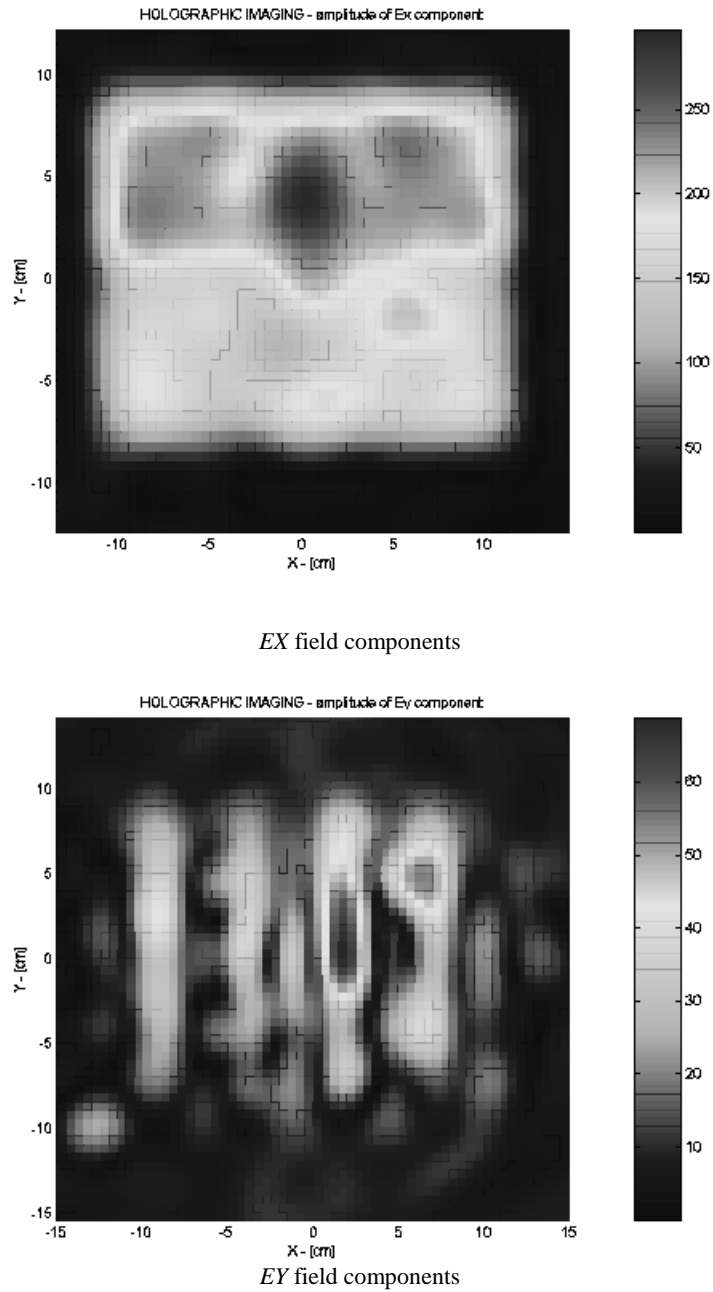 HOLOGRAPHIC IMAGING - amplitude of Ex component
10
5
0
-5
-10
Y - [cm]
-10 -5 0 5 10
X - [cm]
250
200
150
100
50
EX field components
HOLOGRAPHIC IMAGING - amplitude of Ey component
10
5
0
-5
-10
-15
Y - [cm]
-15 -10 -5 0 5 10 15
X - [cm]
60
50
40
30
20
10
EY field components